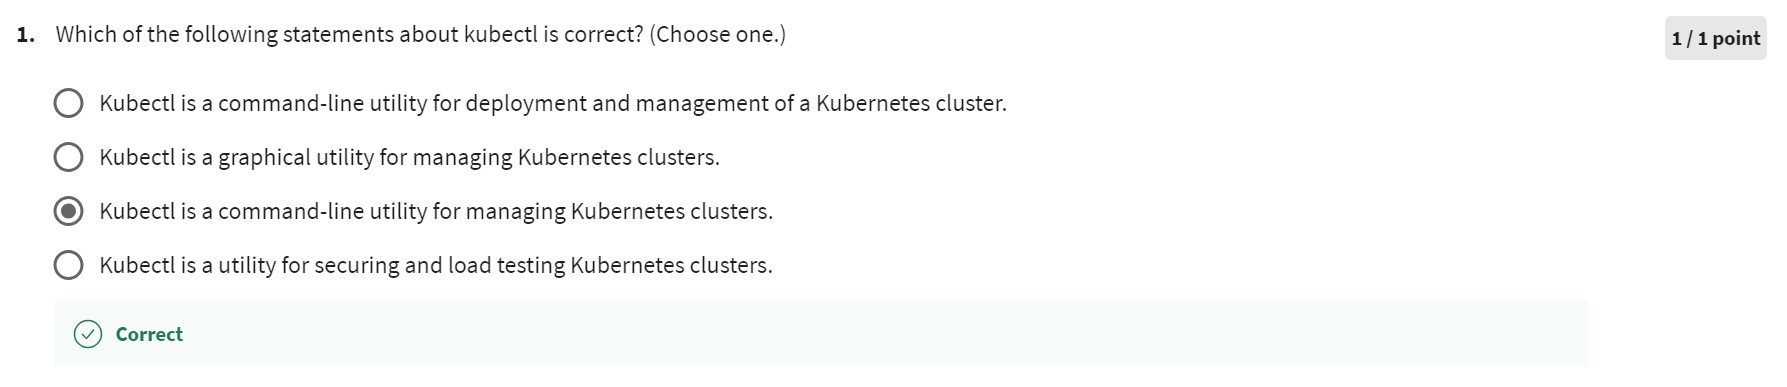 1. Which of the following statements about kubectl is correct? (Choose one.)
1 / 1 point
Kubectl is a command-line utility for deployment and management of a Kubernetes cluster.
Kubectl is a graphical utility for managing Kubernetes clusters.
Kubectl is a command-line utility for managing Kubernetes clusters.
Kubectl is a utility for securing and load testing Kubernetes clusters.
Correct